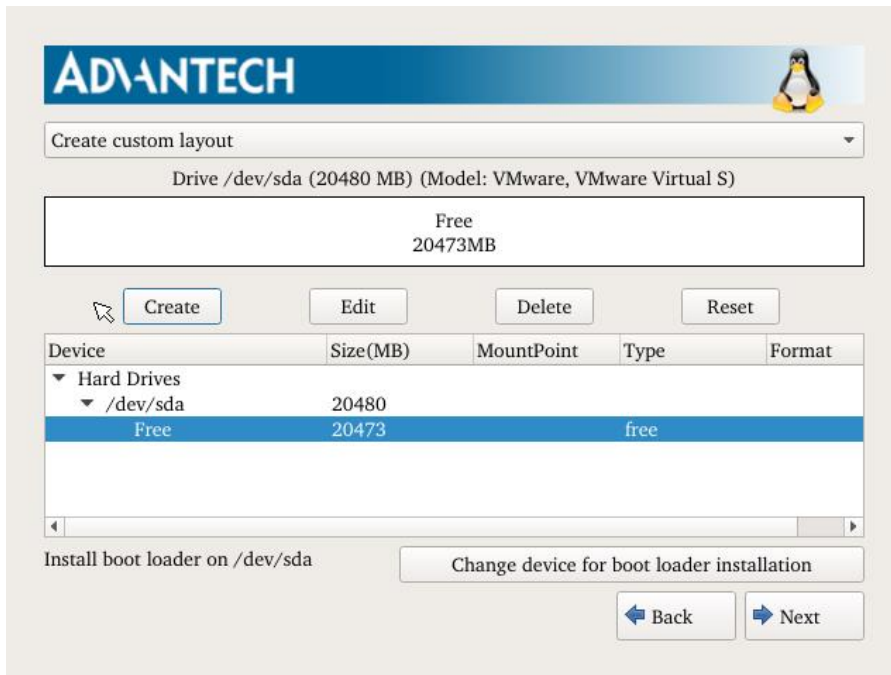 ADVANTECH
Create custom layout
Drive /dev/sda (20480 MB) (Model: VMware, VMware Virtual S)
Free
20473MB
Create Edit Delete Reset
Device Size(MB) MountPoint Type Format
Hard Drives
/dev/sda 20480
Free 20473 free
Install boot loader on /dev/sda Change device for boot loader installation
Back Next